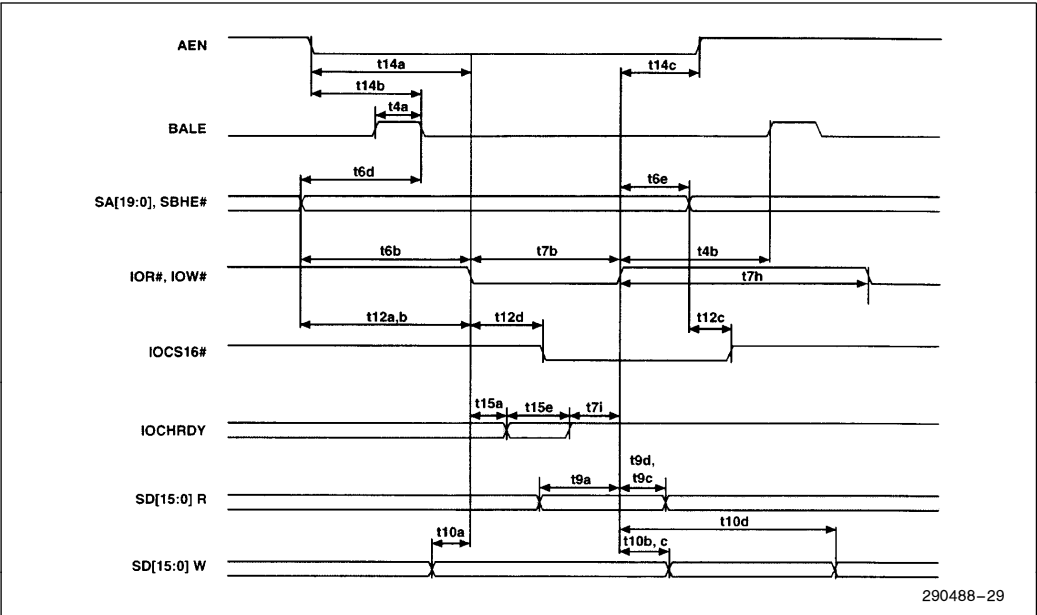 AEN
t14a
t14c
t14b
t4a
BALE
t6d
t6e
SA[19:0], SBHE#
t6b
t7b
t4b
IOR#, IOW#
t7h
t12a,b
t12d
t12c
IOCS16#
t15a
t15e
t7i
IOCHRDY
t9d,
t9a
t9c
SD[15:0] R
t10d
t10a
t10b, c
SD[15:0] W
290488-29